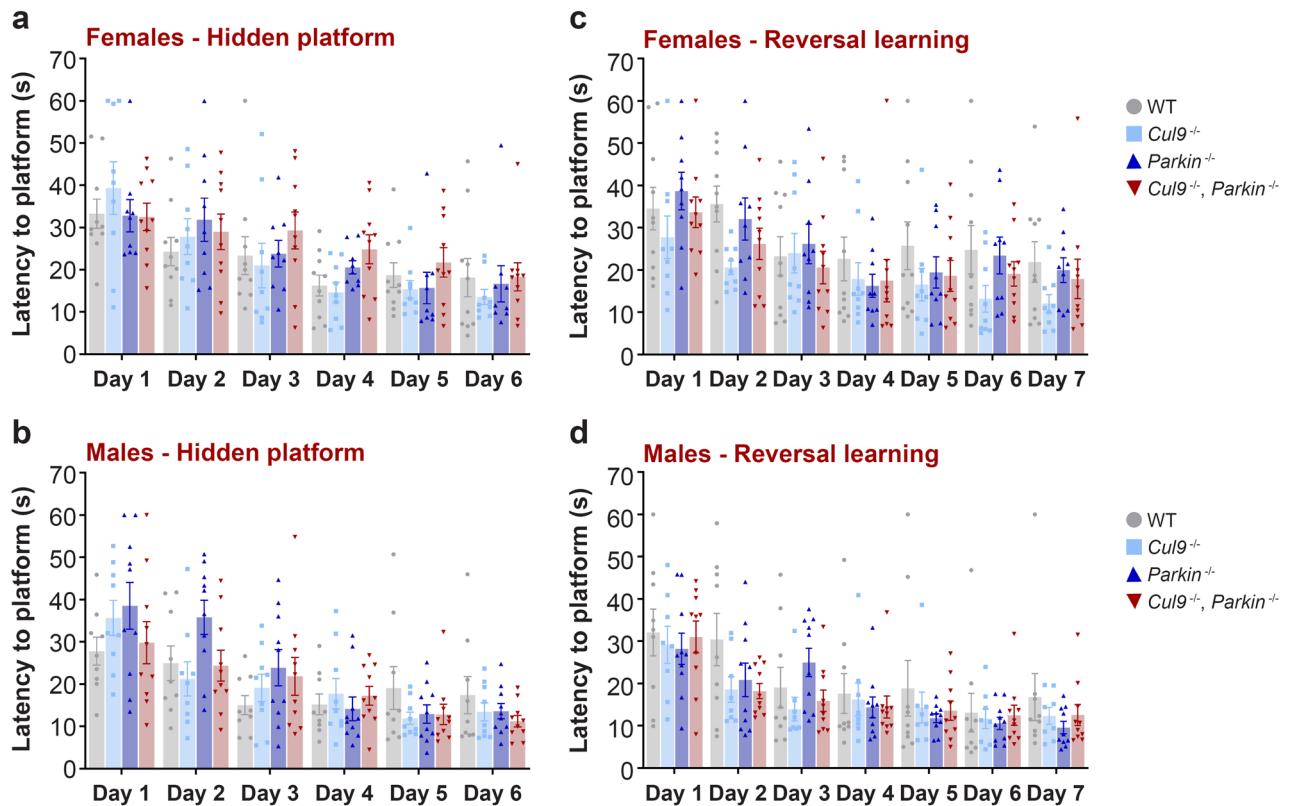 a
Females - Hidden platform
Latency to platform (s)
70
60
50
40
30
20
10
0
Day 1 Day 2 Day 3 Day 4 Day 5 Day 6
c
Females - Reversal learning
Latency to platform (s)
70
60
50
40
30
20
10
0
Day 1 Day 2 Day 3 Day 4 Day 5 Day 6 Day 7
WT
Cul9-/-
Parkin-/-
Cul9-/-, Parkin-/-
b
Males - Hidden platform
Latency to platform (s)
70
60
50
40
30
20
10
0
Day 1 Day 2 Day 3 Day 4 Day 5 Day 6
d
Males - Reversal learning
Latency to platform (s)
70
60
50
40
30
20
10
0
Day 1 Day 2 Day 3 Day 4 Day 5 Day 6 Day 7
WT
Cul9-/-
Parkin-/-
Cul9-/-, Parkin-/-